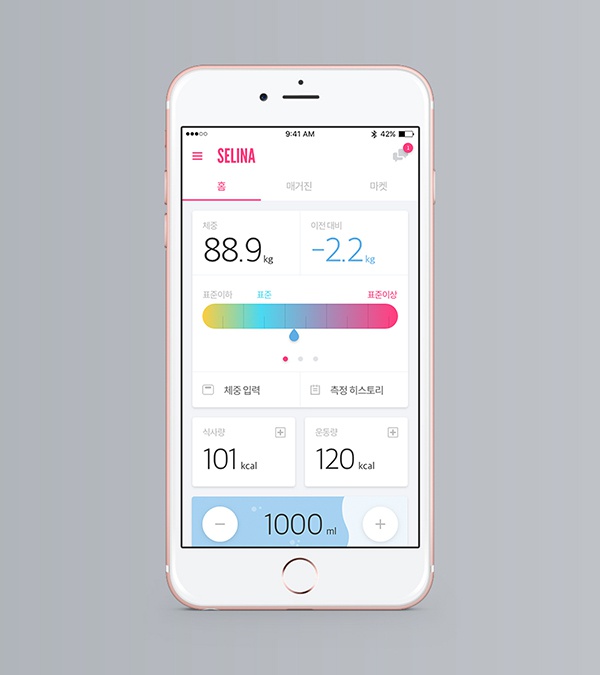 9:41 AM 42%
SELINA 3
홈 매거진 마켓
체중 이전 대비
88.9 kg -2.2 kg
표준이하 표준 표준이상
체중 입력 측정 히스토리
식사량 운동량
101 kcal 120 kcal
1000 ml